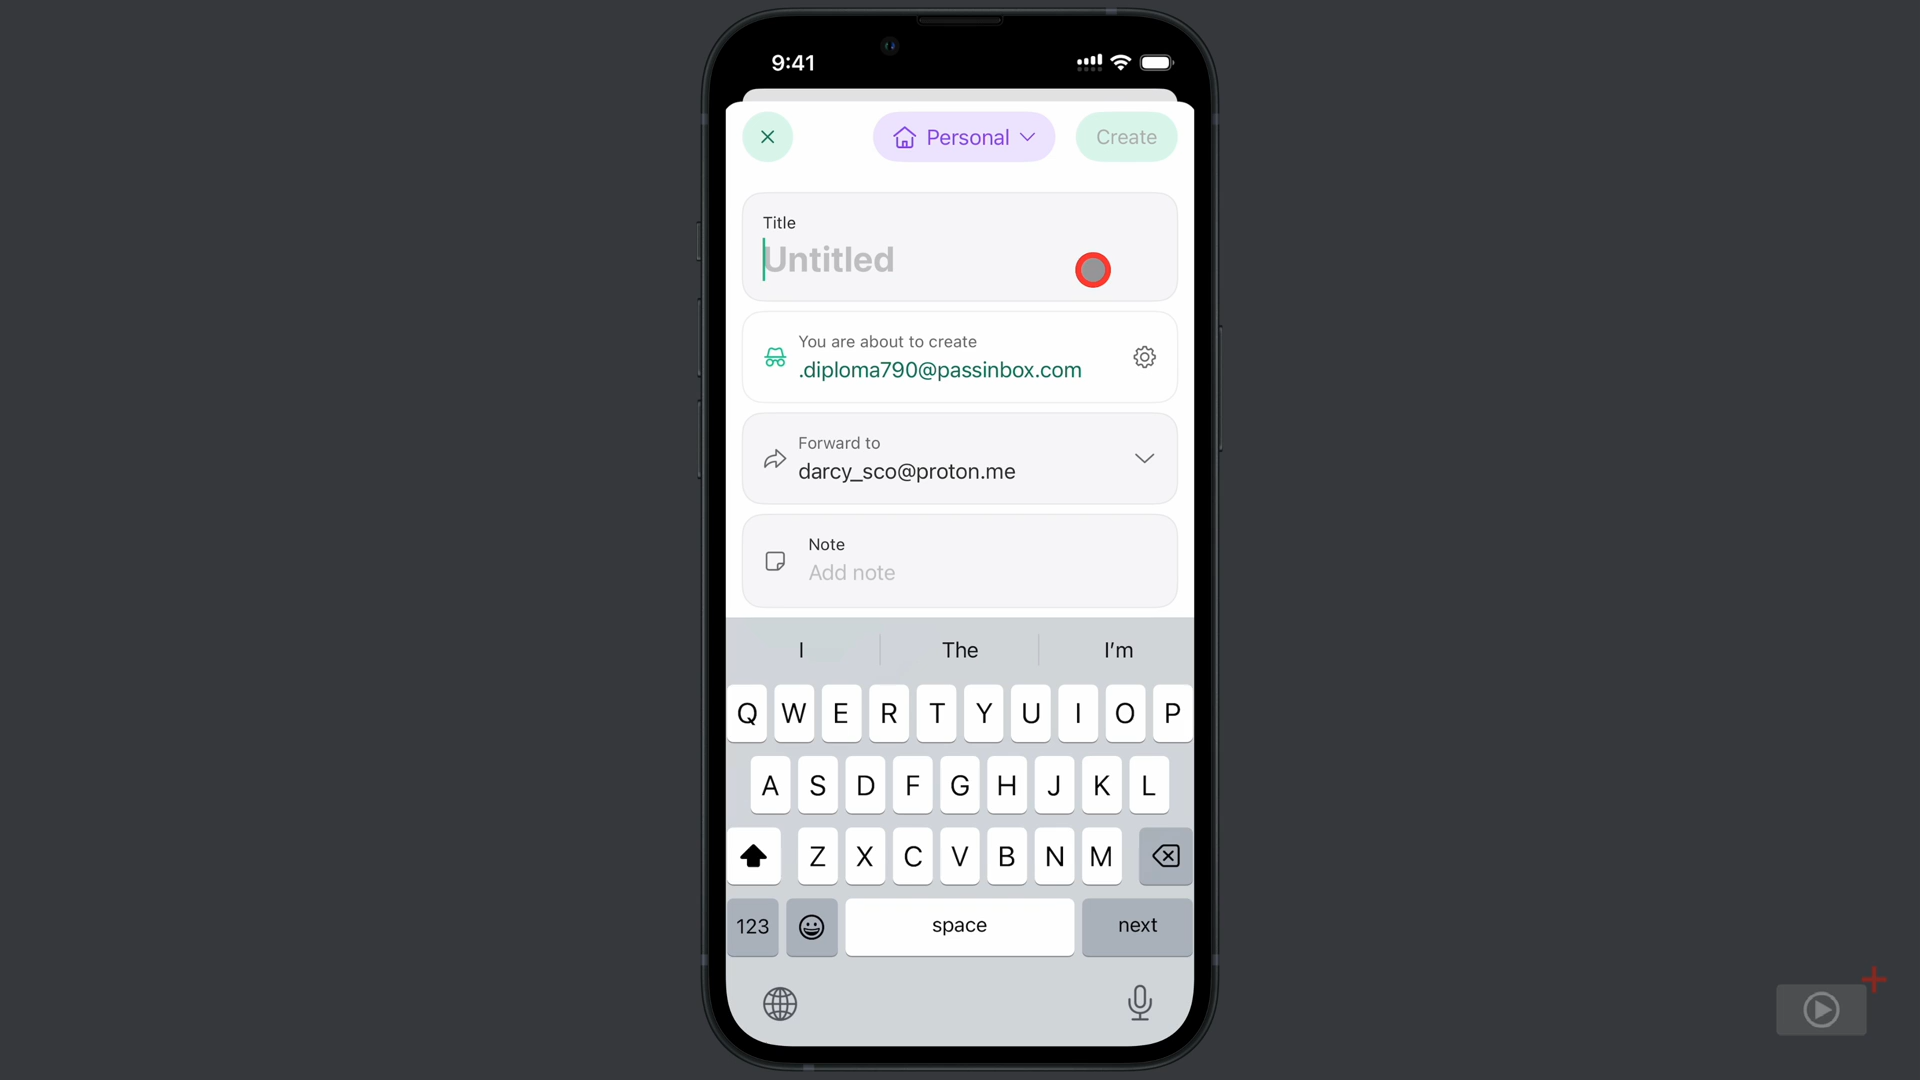 9:41
Personal
Create
Title
Untitled
You are about to create
.diploma790@passinbox.com
Forward to
darcy_sco@proton.me
Note
Add note
I The I’m
Q W E R T Y U I O P
A S D F G H J K L
Z X C V B N M
123 space next